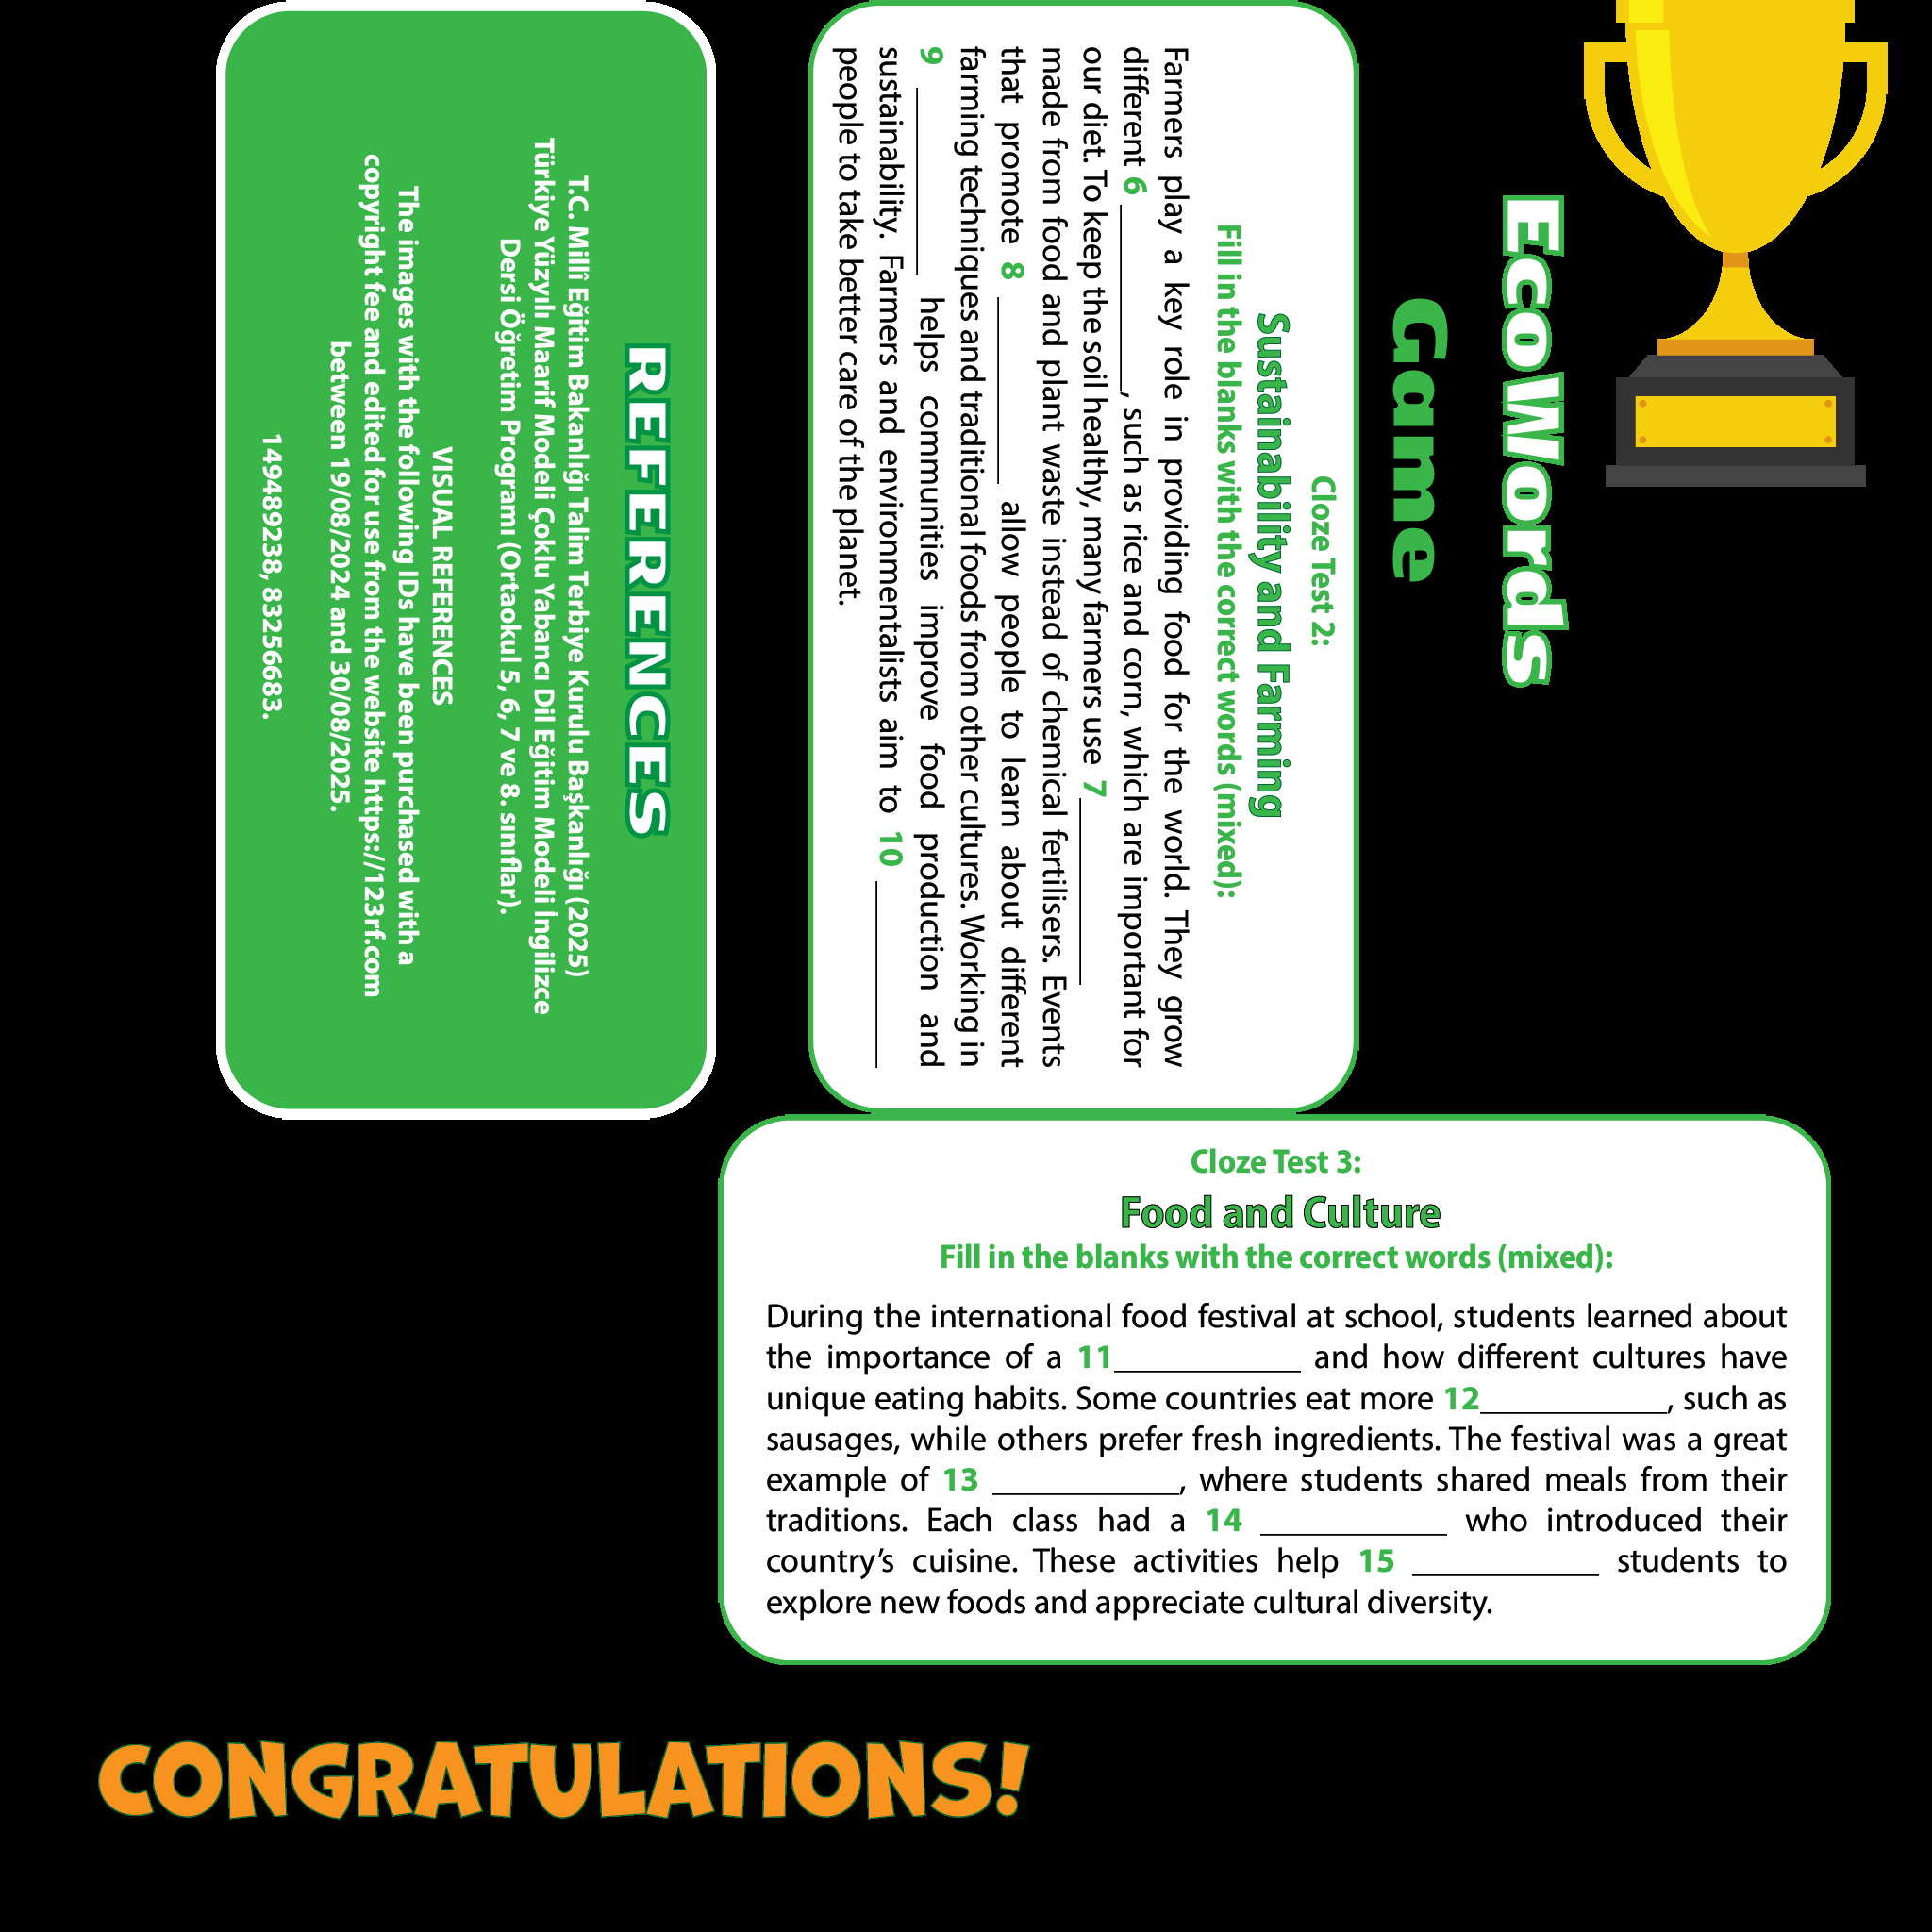 EcoWords
Game
Cloze Test 2:
Sustainability and Farming
Fill in the blanks with the correct words (mixed):
Farmers play a key role in providing food for the world. They grow
different 6 ____________, such as rice and corn, which are important for
our diet. To keep the soil healthy, many farmers use 7 ____________
made from food and plant waste instead of chemical fertilisers. Events
that promote 8 ____________ allow people to learn about different
farming techniques and traditional foods from other cultures. Working in
9 ____________ helps communities improve food production and
sustainability. Farmers and environmentalists aim to 10 ____________
people to take better care of the planet.
REFERENCES
T.C. Millî Eğitim Bakanlığı Talim Terbiye Kurulu Başkanlığı (2025)
Türkiye Yüzyılı Maarif Modeli Çoklu Yabancı Dil Eğitim Modeli İngilizce
Dersi Öğretim Programı (Ortaokul 5, 6, 7 ve 8. sınıflar).
VISUAL REFERENCES
The images with the following IDs have been purchased with a
copyright fee and edited for use from the website https://123rf.com
between 19/08/2024 and 30/08/2025.
149489238, 83256683.
Cloze Test 3:
Food and Culture
Fill in the blanks with the correct words (mixed):
During the international food festival at school, students learned about
the importance of a 11____________ and how different cultures have
unique eating habits. Some countries eat more 12____________, such as
sausages, while others prefer fresh ingredients. The festival was a great
example of 13 ____________, where students shared meals from their
traditions. Each class had a 14 ____________ who introduced their
country’s cuisine. These activities help 15 ____________ students to
explore new foods and appreciate cultural diversity.
CONGRATULATIONS!